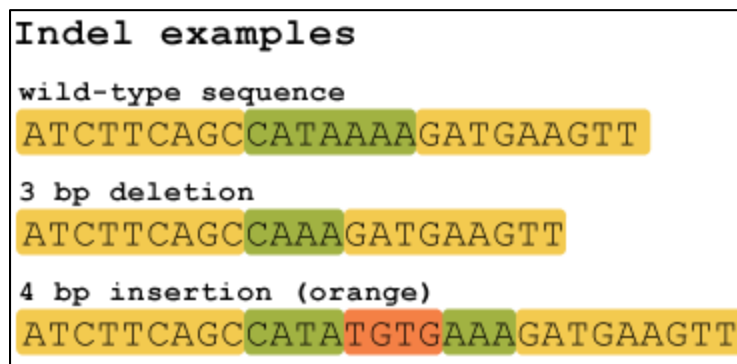 Indel examples
wild-type sequence
ATCTTCAGCCATAAAAGATGAAGTT
3 bp deletion
ATCTTCAGCCAAAGATGAAGTT
4 bp insertion (orange)
ATCTTCAGCCATATGTGAAAGATGAAGTT